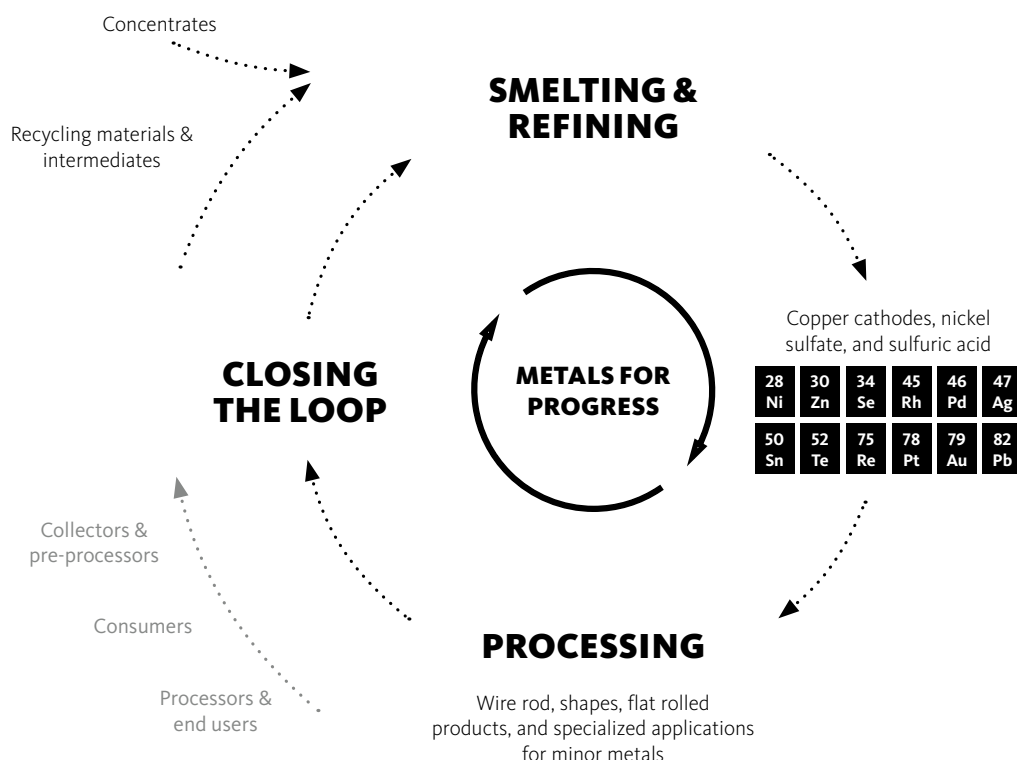 Concentrates
SMELTING &
REFINING
Recycling materials &
intermediates
Copper cathodes, nickel
sulfate, and sulfuric acid
28 30 34 45 46 47
Ni Zn Se Rh Pd Ag
50 52 75 78 79 82
Sn Te Re Pt Au Pb
CLOSING
THE LOOP
METALS FOR
PROGRESS
Collectors &
pre-processors
Consumers
Processors &
end users
PROCESSING
Wire rod, shapes, flat rolled
products, and specialized applications
for minor metals